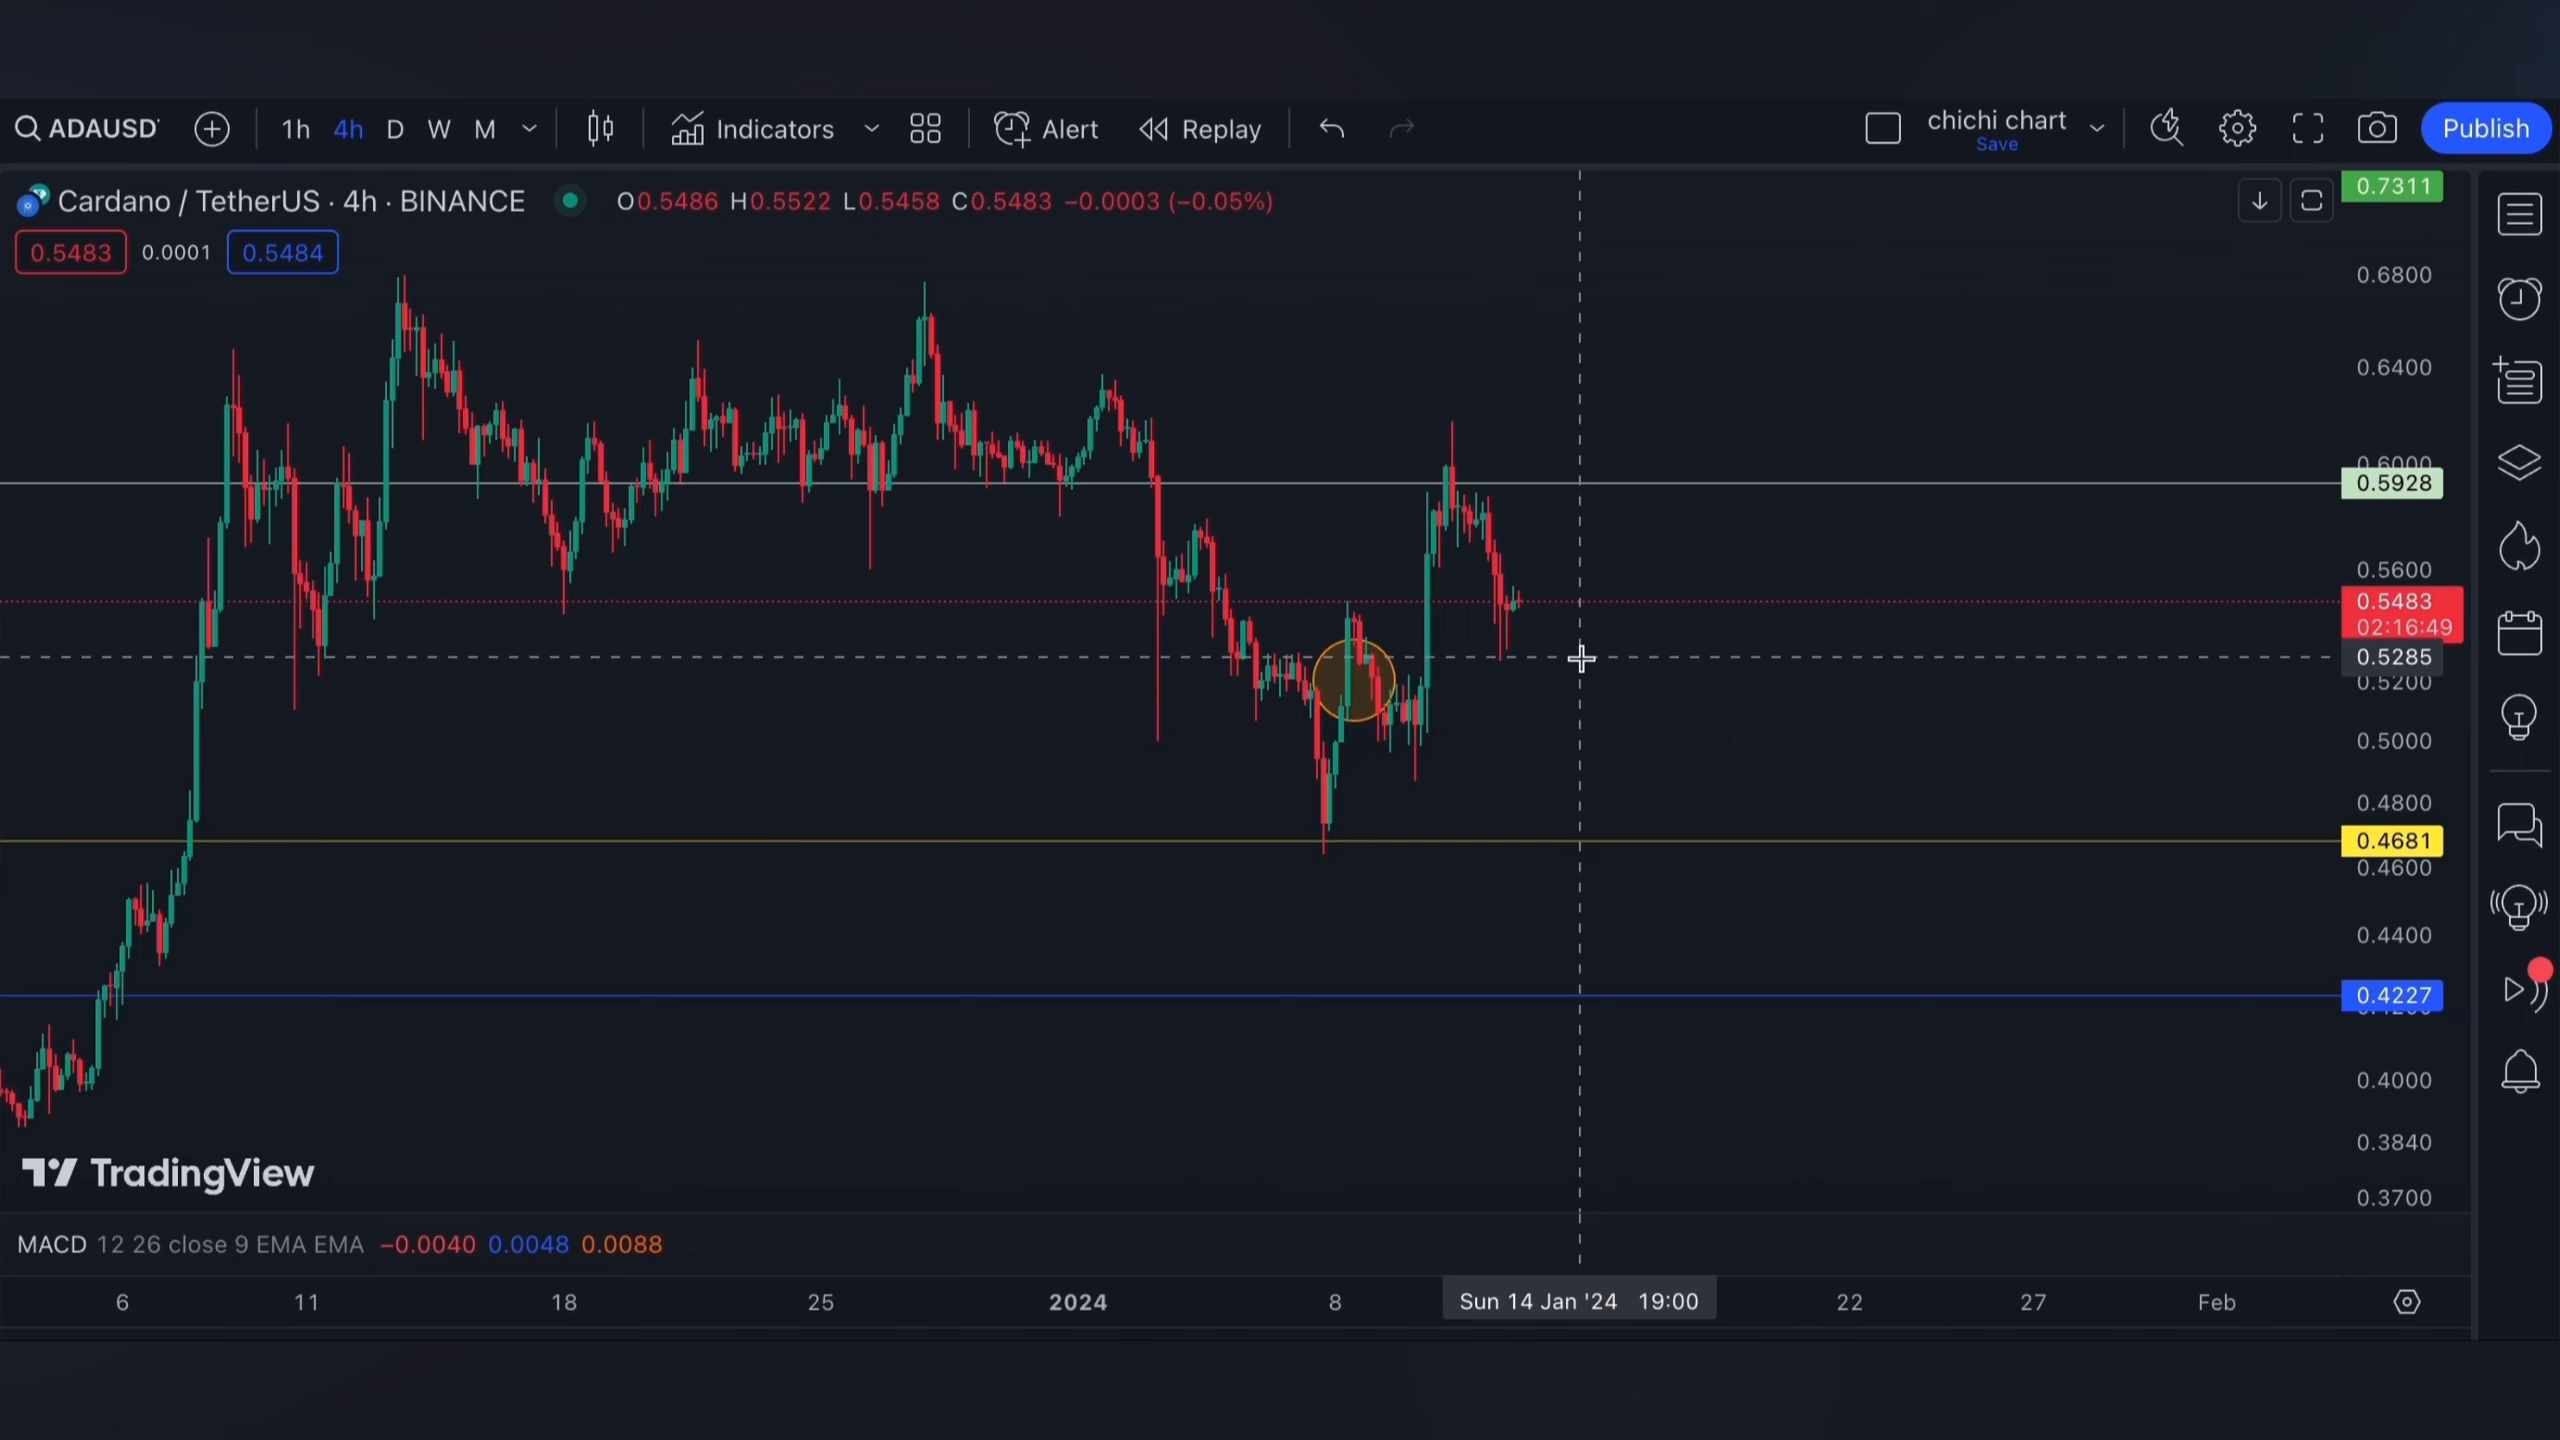 ADAUSD
1h 4h D W M Indicators Alert Replay chichi chart Save Publish
Cardano / TetherUS · 4h · BINANCE O0.5486 H0.5522 L0.5458 C0.5483 −0.0003 (−0.05%)
0.5483 0.0001 0.5484
0.7311
0.6800
0.6400
0.6000
0.5928
0.5600
0.5483
02:16:49
0.5285
0.5200
0.5000
0.4800
0.4681
0.4600
0.4400
0.4227
0.4000
0.3840
0.3700
TradingView
MACD 12 26 close 9 EMA EMA −0.0040 0.0048 0.0088
6 11 18 25 2024 8 Sun 14 Jan '24 19:00 22 27 Feb